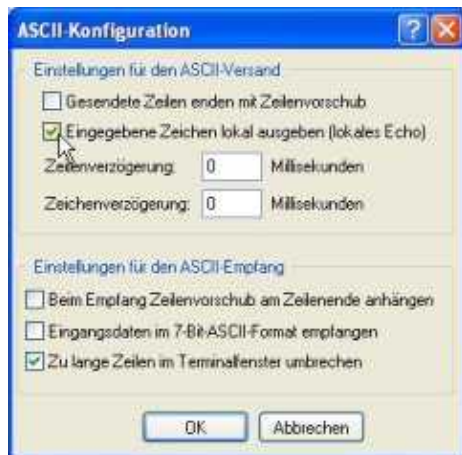 ASCII-Konfiguration
Einstellungen für den ASCII-Versand
Gesendete Zeilen enden mit Zeilenvorschub
Eingegebene Zeichen lokal ausgeben (lokales Echo)
Zeilenverzögerung: 0 Millisekunden
Zeichenverzögerung: 0 Millisekunden
Einstellungen für den ASCII-Empfang
Beim Empfang Zeilenvorschub am Zeilenende anhängen
Eingangsdaten im 7-Bit-ASCII-Format empfangen
Zu lange Zeilen im Terminalfenster umbrechen
OK Abbrechen